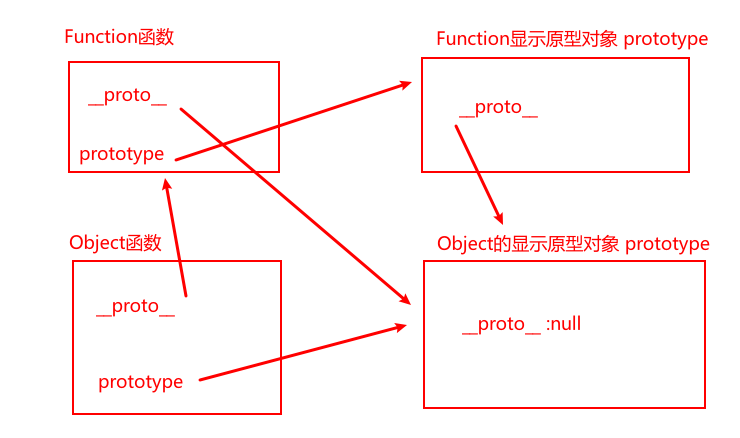 Function函数
__proto__
prototype
Function显示原型对象 prototype
__proto__
Object函数
__proto__
prototype
Object的显示原型对象 prototype
__proto__ :null